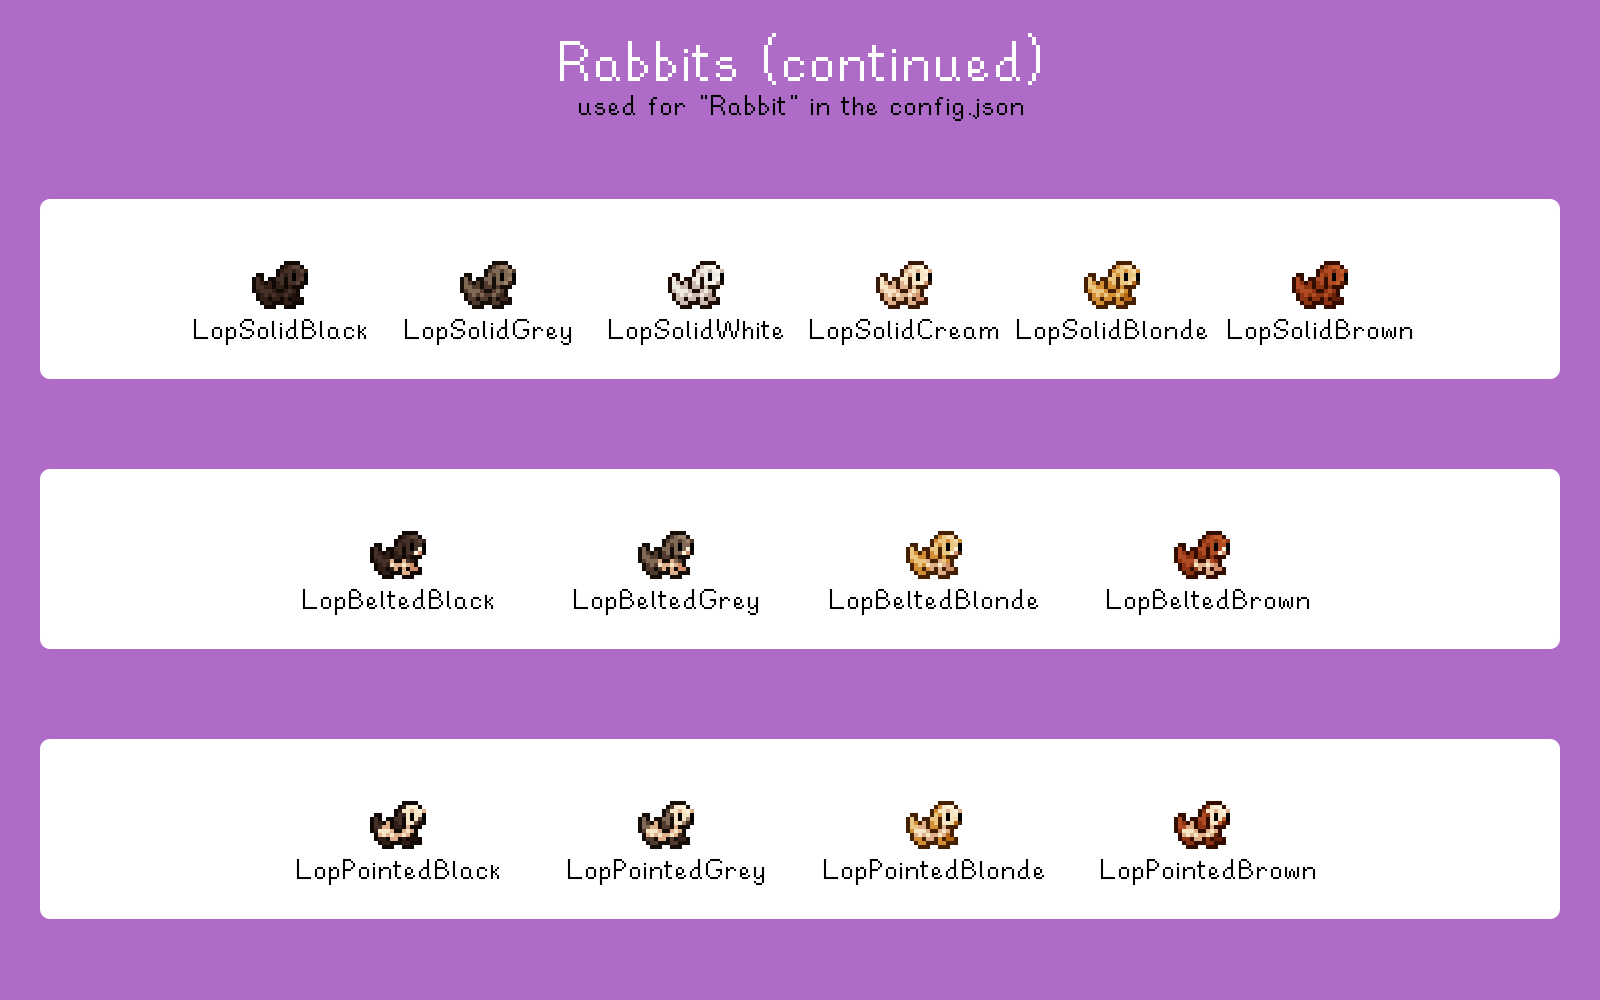 Rabbits (continued)
used for "Rabbit" in the config.json
LopSolidBlack LopSolidGrey LopSolidWhite LopSolidCream LopSolidBlonde LopSolidBrown
LopBeltedBlack LopBeltedGrey LopBeltedBlonde LopBeltedBrown
LopPointedBlack LopPointedGrey LopPointedBlonde LopPointedBrown